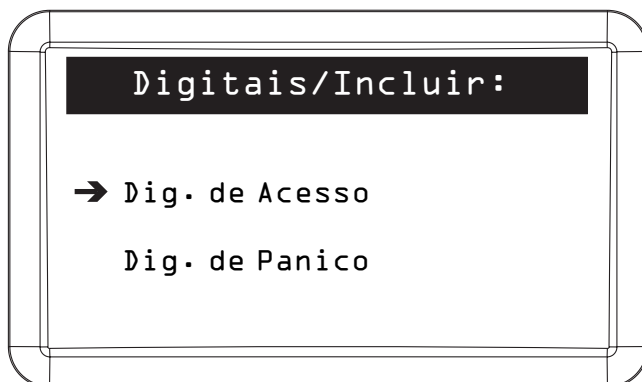 Digitais/Incluir:
Dig. de Acesso
Dig. de Panico